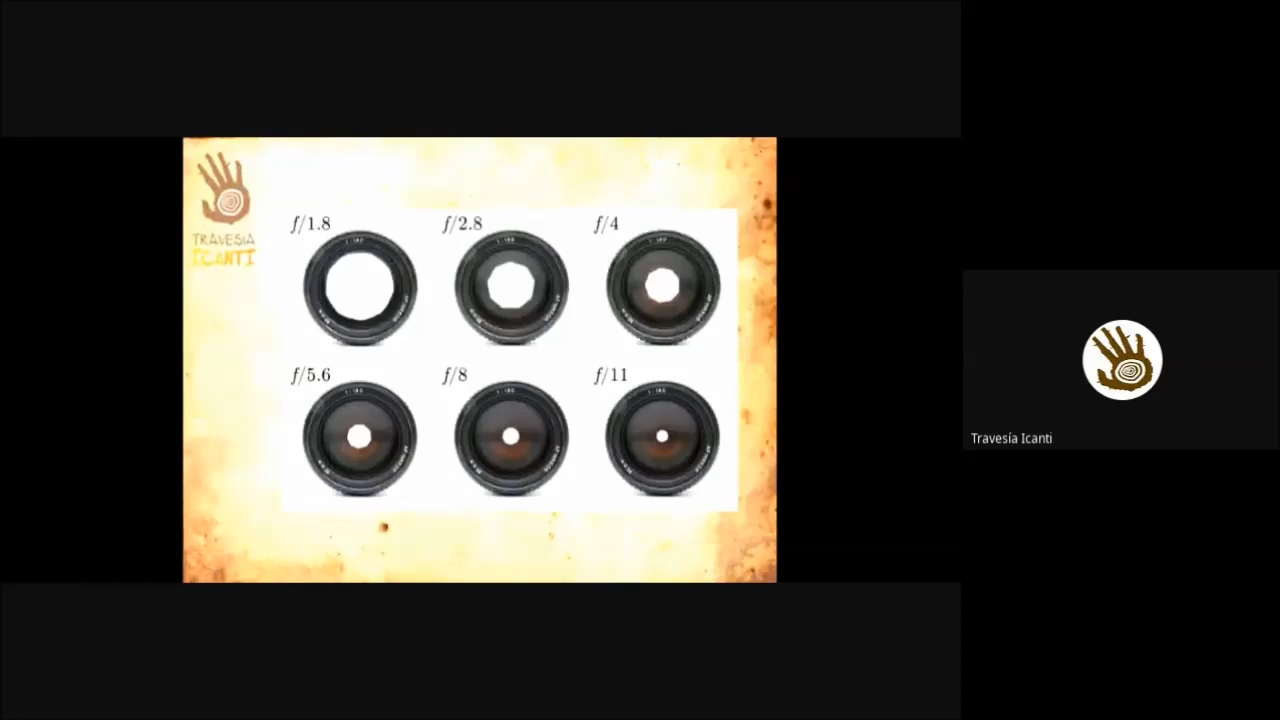 TRAVESIA
ICANTI
f/1.8
f/2.8
f/4
f/5.6
f/8
f/11
Travesía Icanti